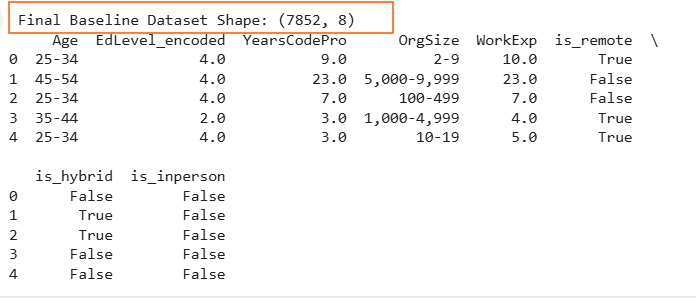 Final Baseline Dataset Shape: (7852, 8)
Age EdLevel_encoded YearsCodePro OrgSize WorkExp is_remote \
0 25-34 4.0 9.0 2-9 10.0 True
1 45-54 4.0 23.0 5,000-9,999 23.0 False
2 25-34 4.0 7.0 100-499 7.0 False
3 35-44 2.0 3.0 1,000-4,999 4.0 True
4 25-34 4.0 3.0 10-19 5.0 True
is_hybrid is_inperson
0 False False
1 True False
2 True False
3 False False
4 False False